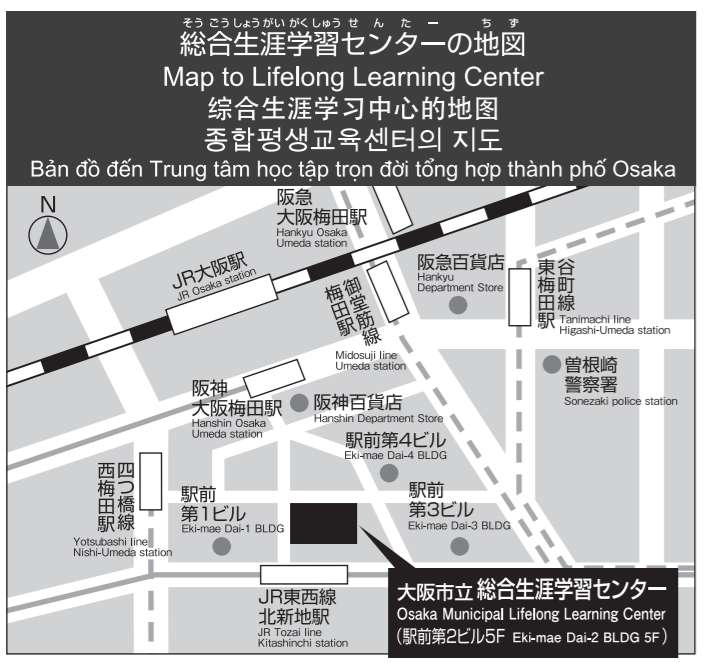 そうごうしょうがいがくしゅうせんたー ちず
総合生涯学習センターの地図
Map to Lifelong Learning Center
综合生涯学习中心的地图
종합평생교육센터의 지도
Bản đồ đến Trung tâm học tập trọn đời tổng hợp thành phố Osaka
N
阪急
大阪梅田駅
Hankyu Osaka
Umeda station
JR大阪駅
JR Osaka station
阪急百貨店
Hankyu
Department Store
御堂筋線
梅田駅
Midosuji line
Umeda station
谷町線
東梅田駅
Tanimachi line
Higashi-Umeda station
曽根崎
警察署
Sonezaki police station
阪神
大阪梅田駅
Hanshin Osaka
Umeda station
阪神百貨店
Hanshin Department Store
駅前第4ビル
Eki-mae Dai-4 BLDG
四つ橋線
西梅田駅
Yotsubashi line
Nishi-Umeda station
駅前
第1ビル
Eki-mae Dai-1 BLDG
駅前
第3ビル
Eki-mae Dai-3 BLDG
JR東西線
北新地駅
JR Tozai line
Kitashinchi station
大阪市立 総合生涯学習センター
Osaka Municipal Lifelong Learning Center
(駅前第2ビル5F Eki-mae Dai-2 BLDG 5F)